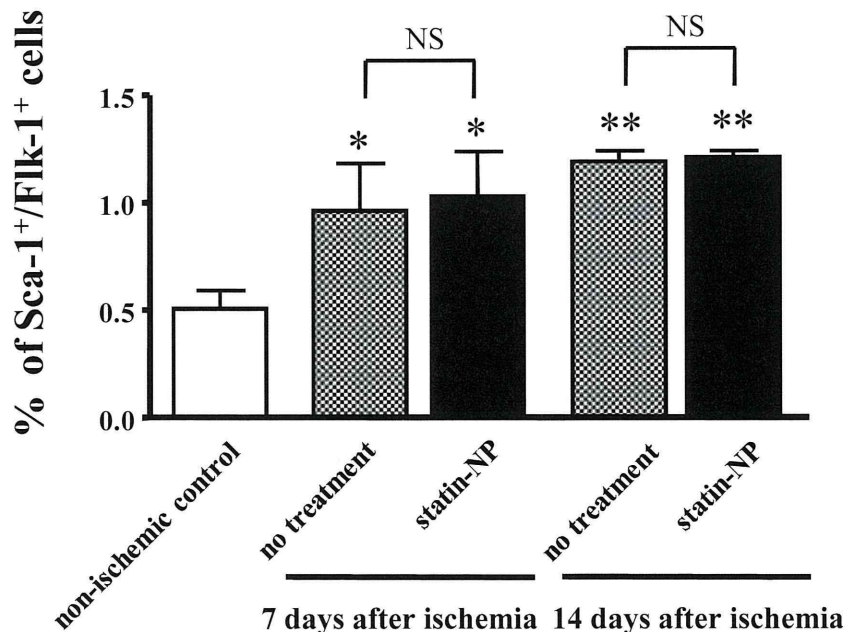 NS
NS
% of Sca-1⁺/Flk-1⁺ cells
1.5
1.0
0.5
0.0
*
*
**
**
non-ischemic control
no treatment
statin-NP
no treatment
statin-NP
7 days after ischemia
14 days after ischemia